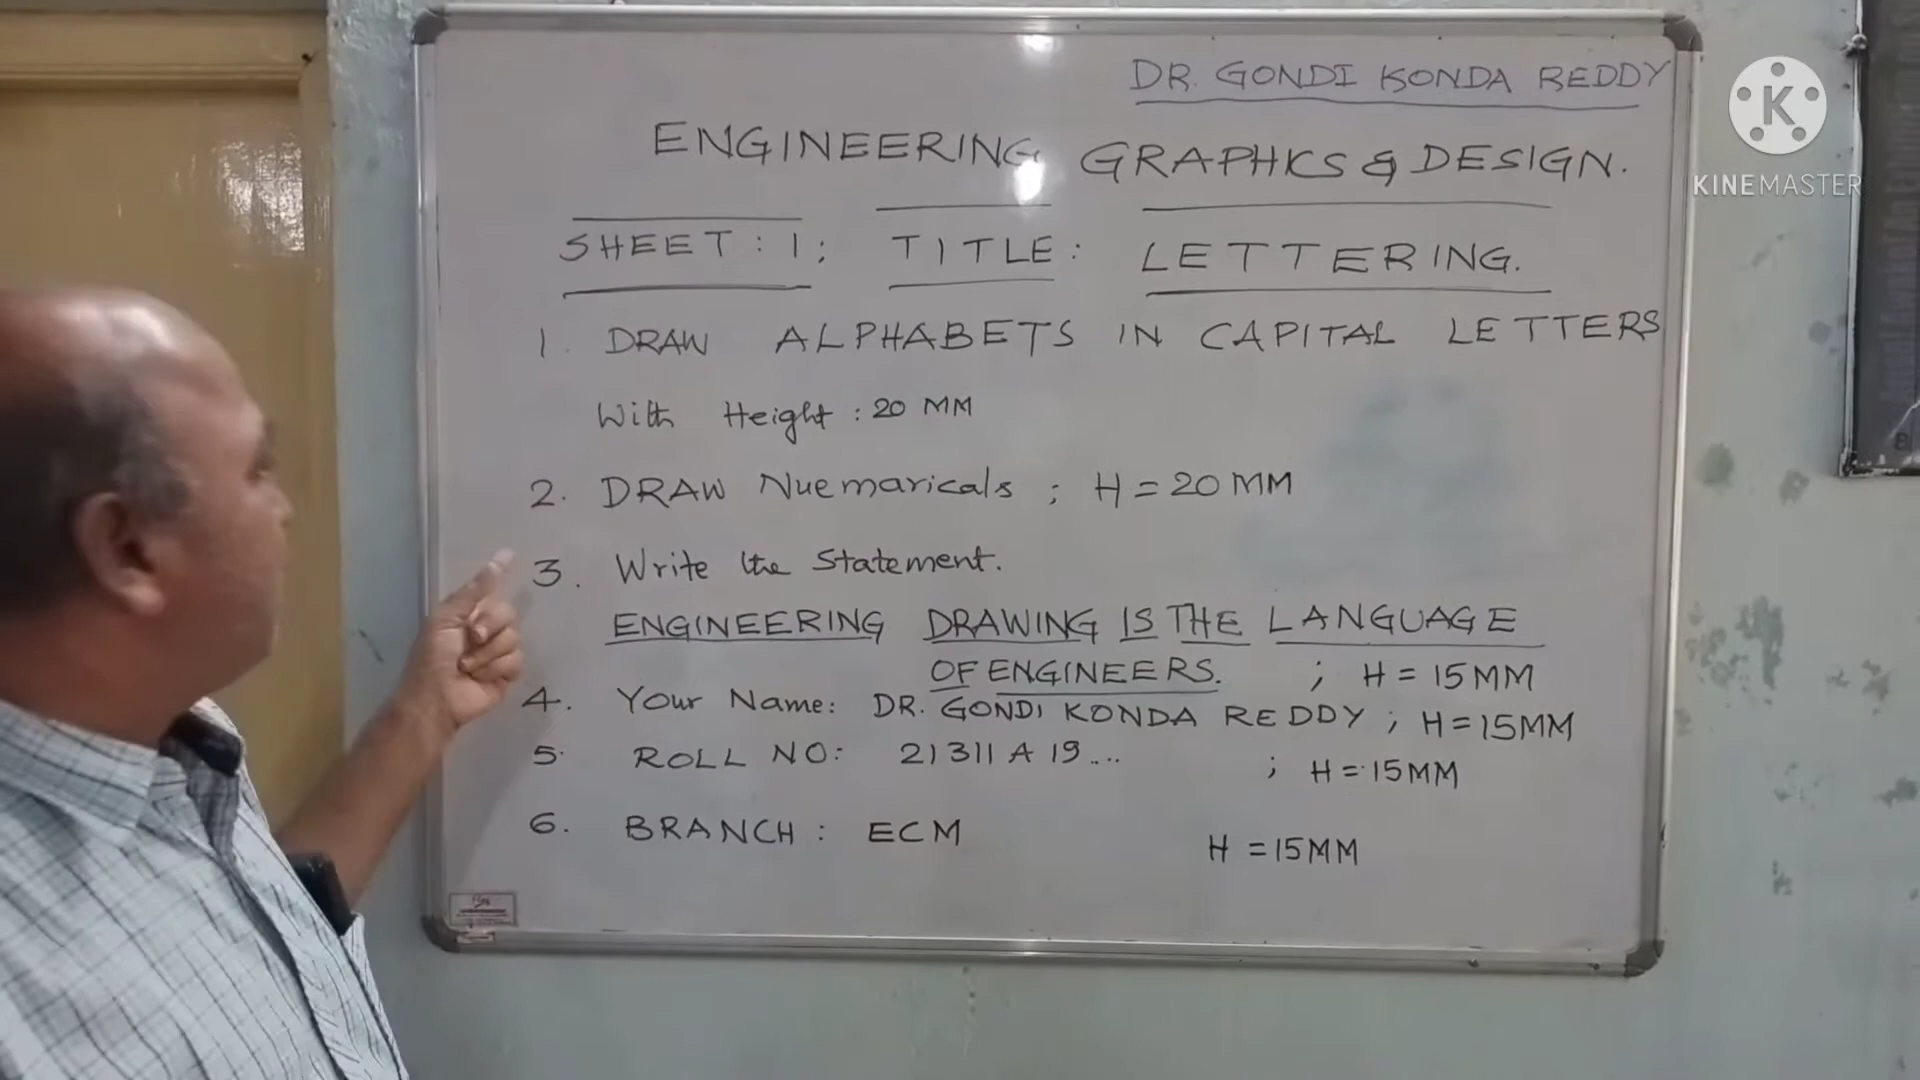 DR. GONDI KONDA REDDY
ENGINEERING GRAPHICS & DESIGN.
SHEET : 1 ; TITLE : LETTERING.
1. DRAW ALPHABETS IN CAPITAL LETTERS
With Height : 20 MM
2. DRAW Nuemaricals ; H = 20 MM
3. Write the Statement.
ENGINEERING DRAWING IS THE LANGUAGE
OF ENGINEERS. ; H = 15 MM
4. Your Name: DR. GONDI KONDA REDDY ; H = 15MM
5. ROLL NO: 21311 A 19... ; H = 15MM
6. BRANCH : ECM H = 15MM
K
KINEMASTER